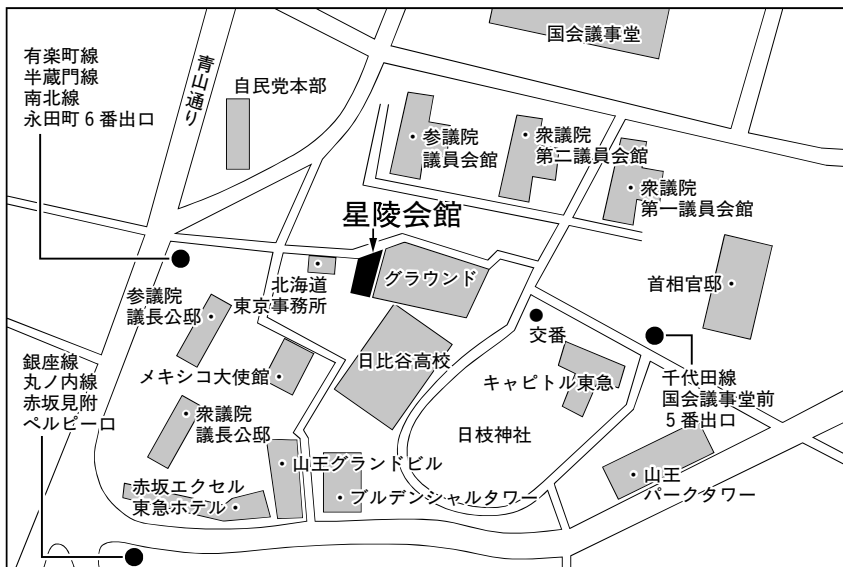 国会議事堂
有楽町線
半蔵門線
南北線
永田町6番出口
青山通り
自民党本部
参議院
議員会館
衆議院
第二議員会館
衆議院
第一議員会館
星陵会館
北海道
東京事務所
グラウンド
首相官邸
参議院
議長公邸
交番
日比谷高校
銀座線
丸ノ内線
赤坂見附
ベルビー口
メキシコ大使館
キャピトル東急
千代田線
国会議事堂前
5番出口
衆議院
議長公邸
日枝神社
山王グランドビル
山王
パークタワー
赤坂エクセル
東急ホテル
プルデンシャルタワー